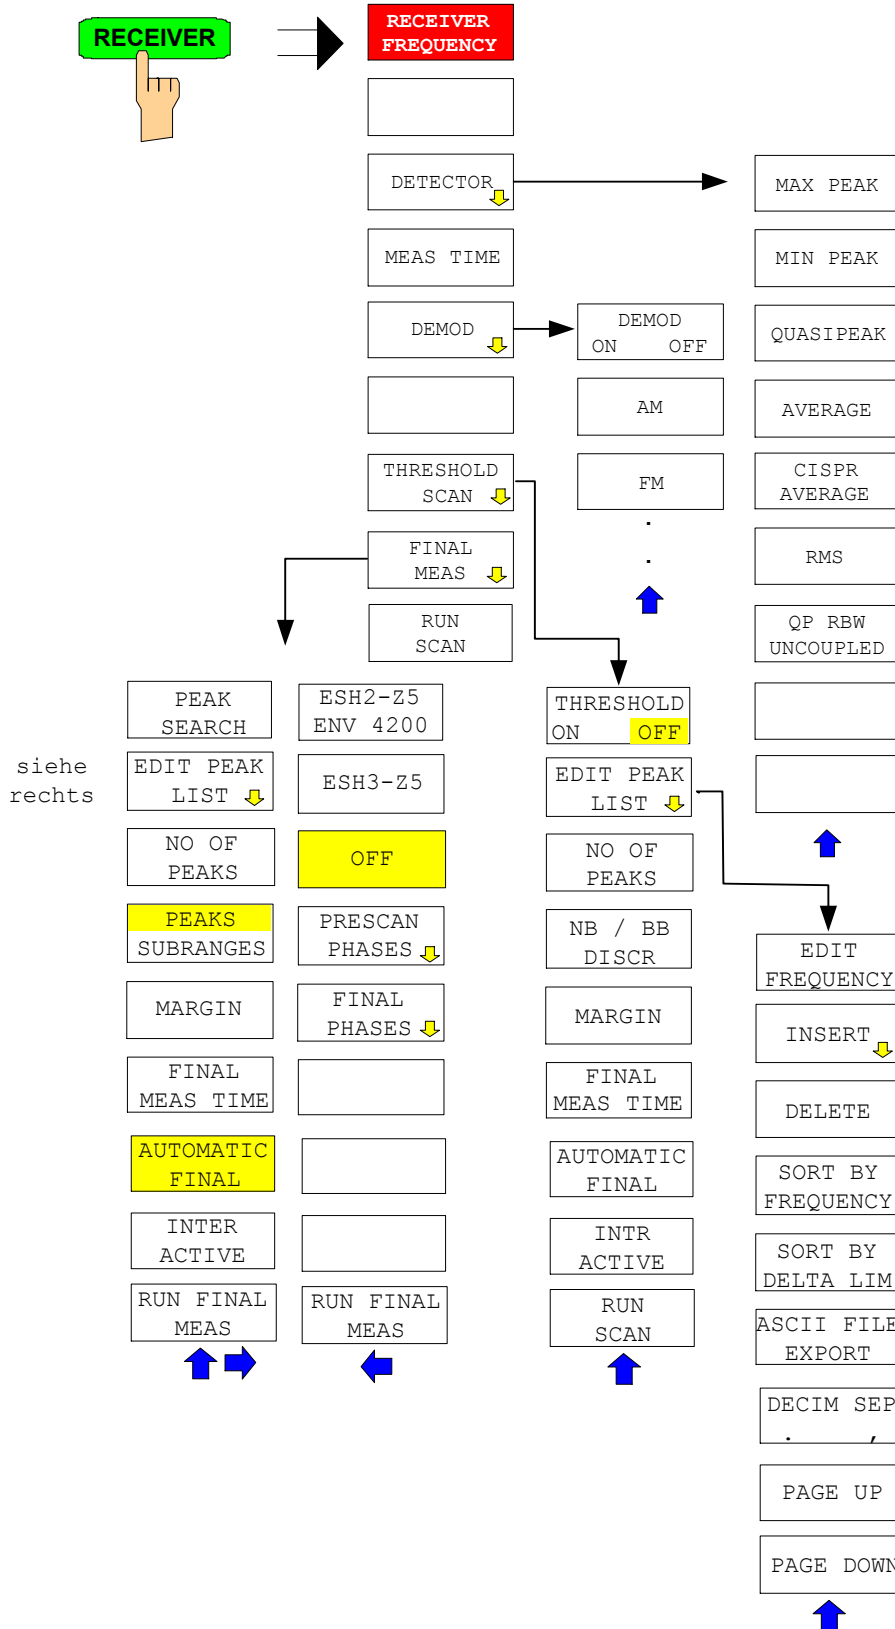 RECEIVER
RECEIVER
FREQUENCY
DETECTOR
MEAS TIME
DEMOD
THRESHOLD
SCAN
FINAL
MEAS
RUN
SCAN
DEMOD
ON OFF
AM
FM
.
.
MAX PEAK
MIN PEAK
QUASIPEAK
AVERAGE
CISPR
AVERAGE
RMS
QP RBW
UNCOUPLED
siehe
rechts
PEAK
SEARCH
EDIT PEAK
LIST
NO OF
PEAKS
PEAKS
SUBRANGES
MARGIN
FINAL
MEAS TIME
AUTOMATIC
FINAL
INTER
ACTIVE
RUN FINAL
MEAS
ESH2-Z5
ENV 4200
ESH3-Z5
OFF
PRESCAN
PHASES
FINAL
PHASES
RUN FINAL
MEAS
THRESHOLD
ON OFF
EDIT PEAK
LIST
NO OF
PEAKS
NB / BB
DISCR
MARGIN
FINAL
MEAS TIME
AUTOMATIC
FINAL
INTR
ACTIVE
RUN
SCAN
EDIT
FREQUENCY
INSERT
DELETE
SORT BY
FREQUENCY
SORT BY
DELTA LIM
ASCII FILE
EXPORT
DECIM SEP
. ,
PAGE UP
PAGE DOWN